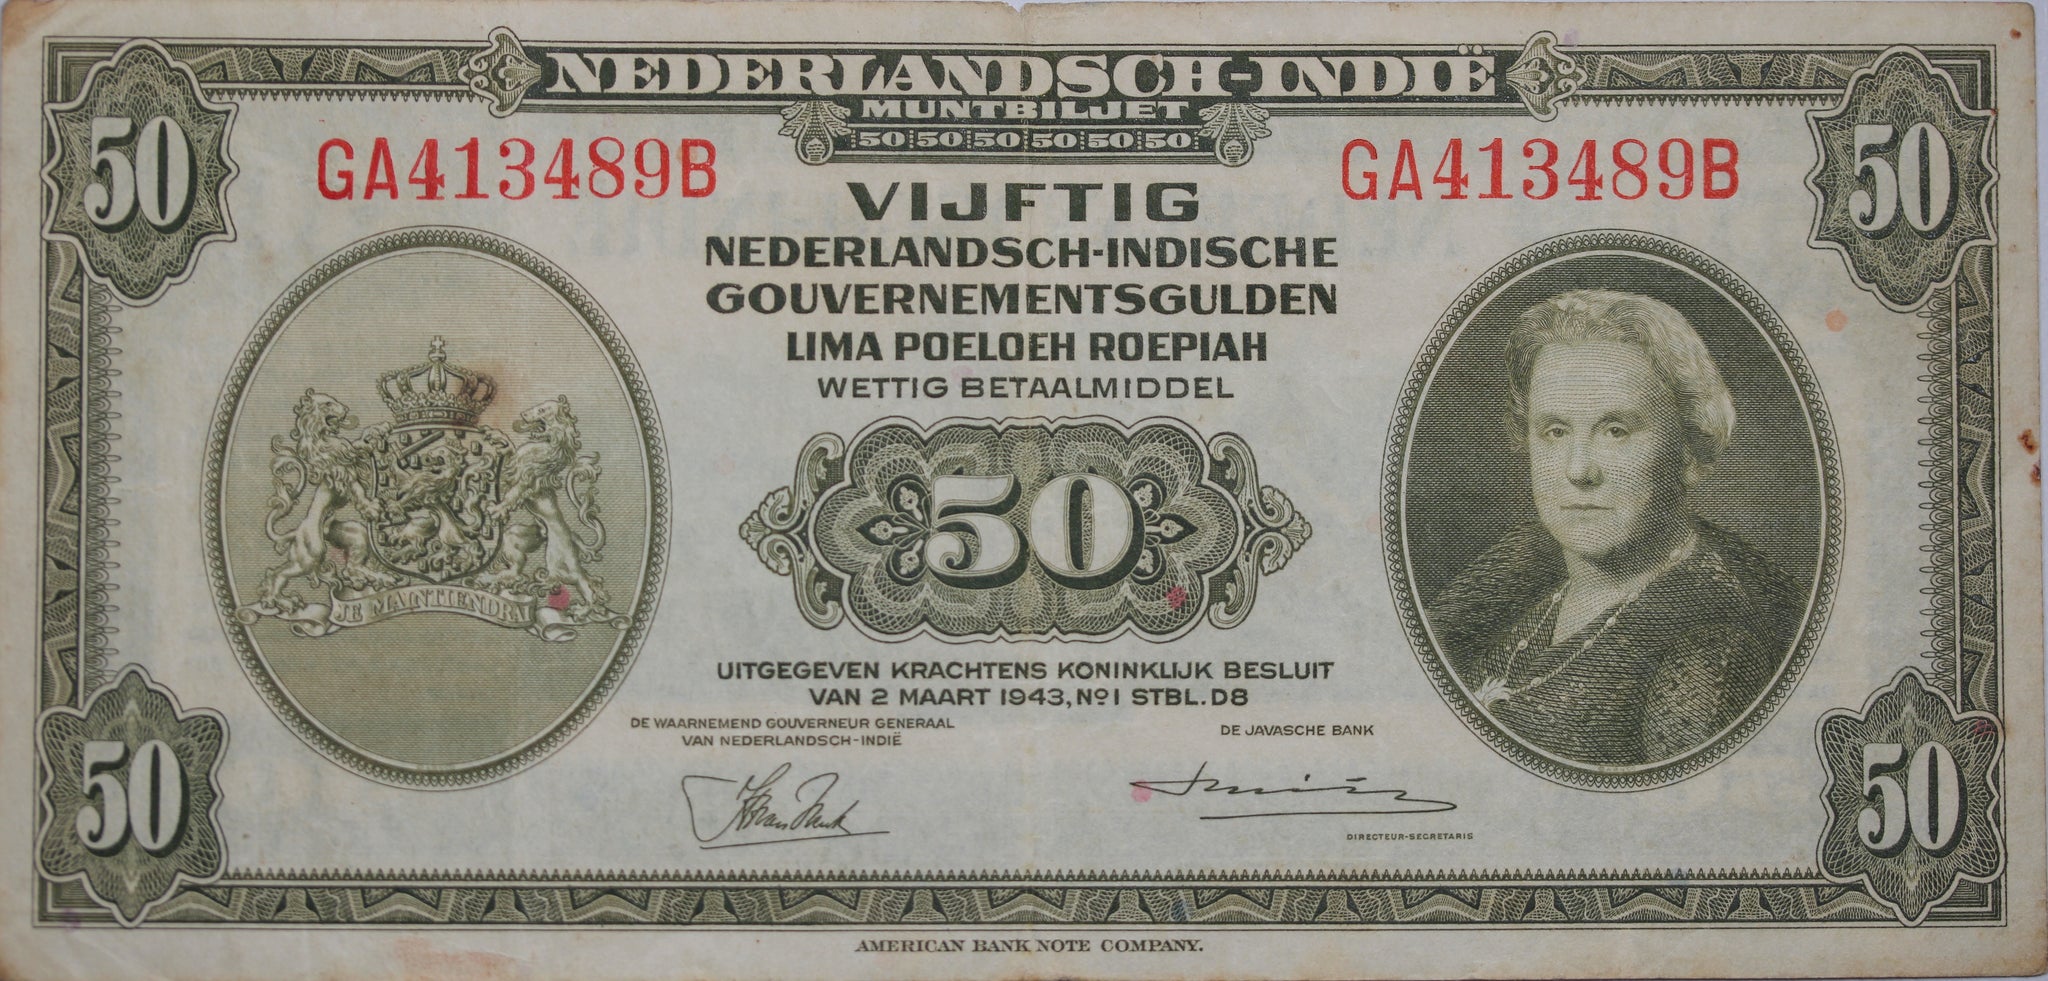 NEDERLANDSCH-INDIË
MUNTBILJET
50 50 50 50 50 50
50
50
GA413489B
GA413489B
VIJFTIG
NEDERLANDSCH-INDISCHE
GOUVERNEMENTSGULDEN
LIMA POELOEH ROEPIAH
WETTIG BETAALMIDDEL
50
JE MAINTIENDRAI
UITGEGEVEN KRACHTENS KONINKLIJK BESLUIT
VAN 2 MAART 1943, No 1 STBL. D8
DE WAARNEMEND GOUVERNEUR GENERAAL
VAN NEDERLANDSCH-INDIË
DE JAVASCHE BANK
DIRECTEUR-SECRETARIS
50
50
AMERICAN BANK NOTE COMPANY.